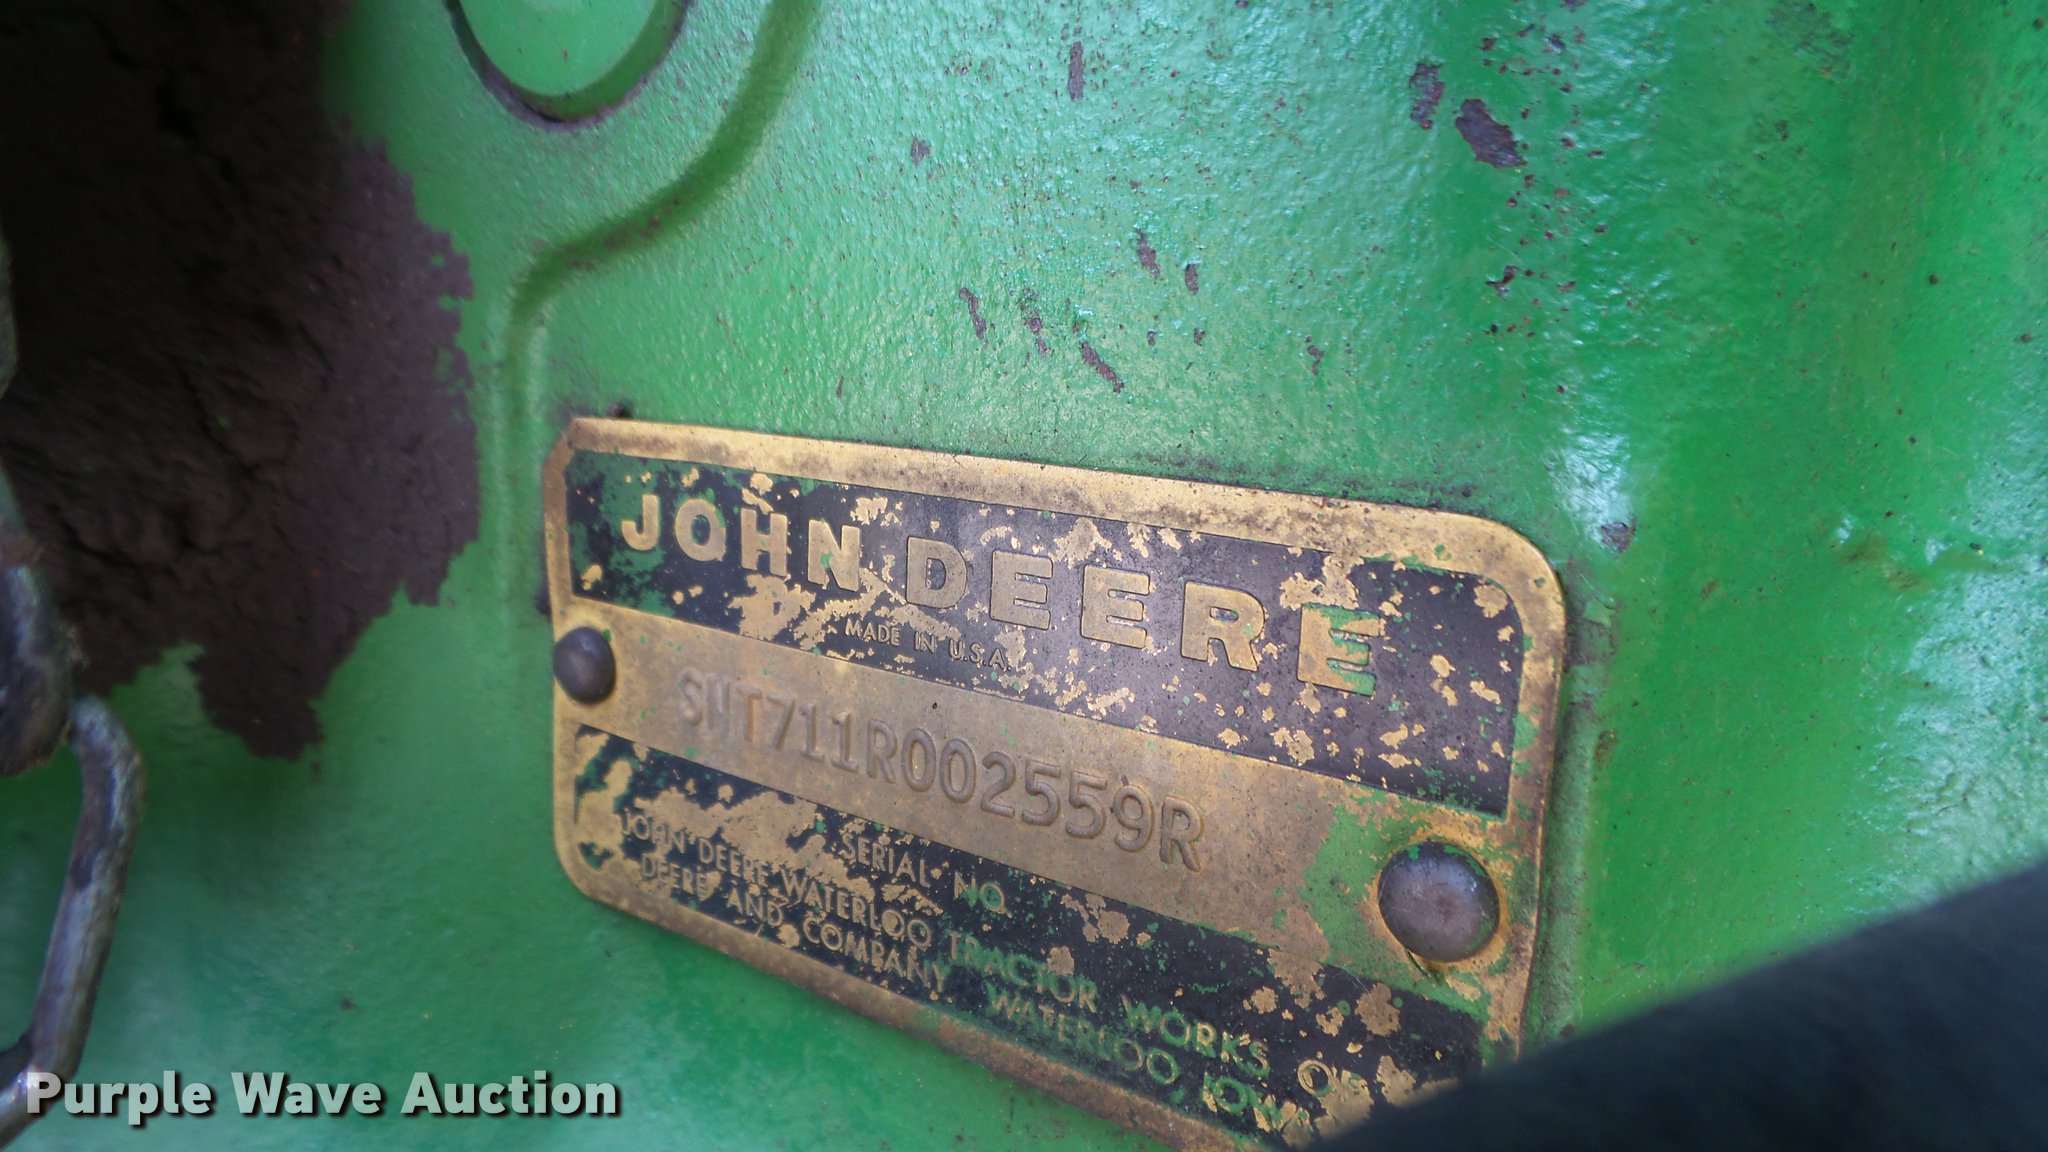 JOHN DEERE
MADE IN U.S.A.
SNT711R002559R
SERIAL NO.
JOHN DEERE WATERLOO TRACTOR WORKS OF
DEERE AND COMPANY WATERLOO, IOWA
Purple Wave Auction